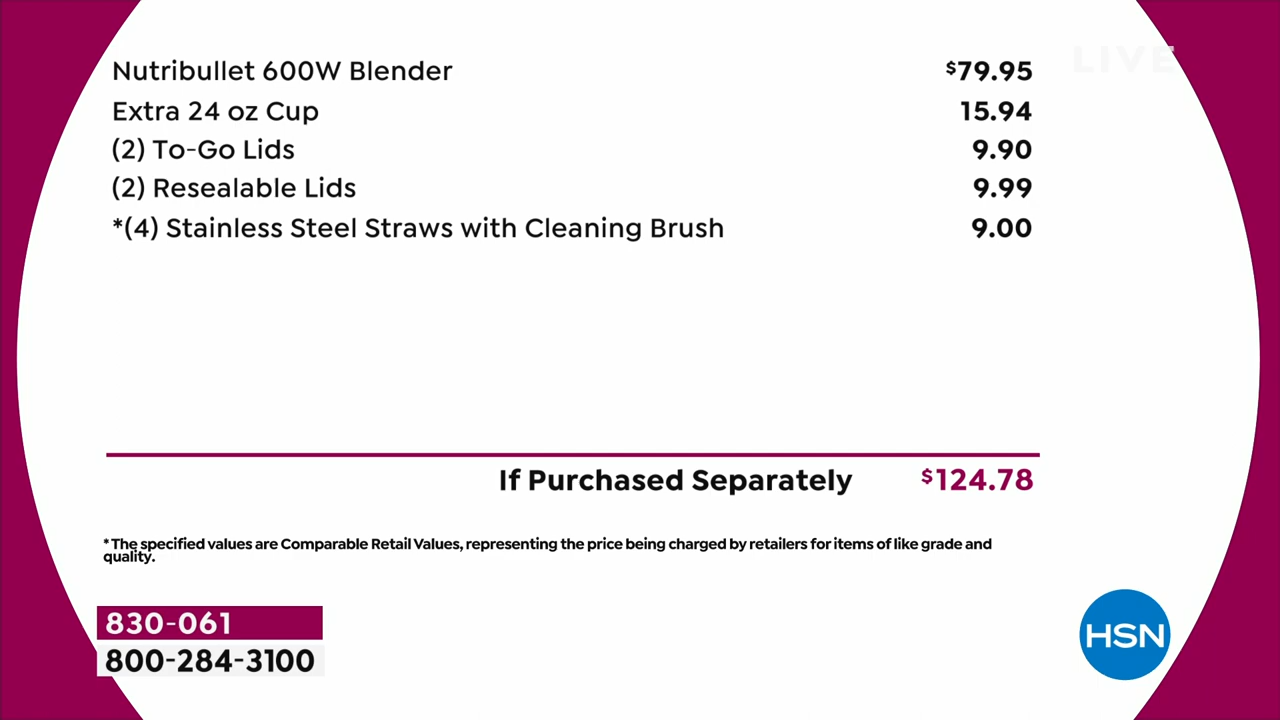 LIVE
Nutribullet 600W Blender $79.95
Extra 24 oz Cup 15.94
(2) To-Go Lids 9.90
(2) Resealable Lids 9.99
*(4) Stainless Steel Straws with Cleaning Brush 9.00
If Purchased Separately $124.78
* The specified values are Comparable Retail Values, representing the price being charged by retailers for items of like grade and
quality.
830-061
800-284-3100
HSN